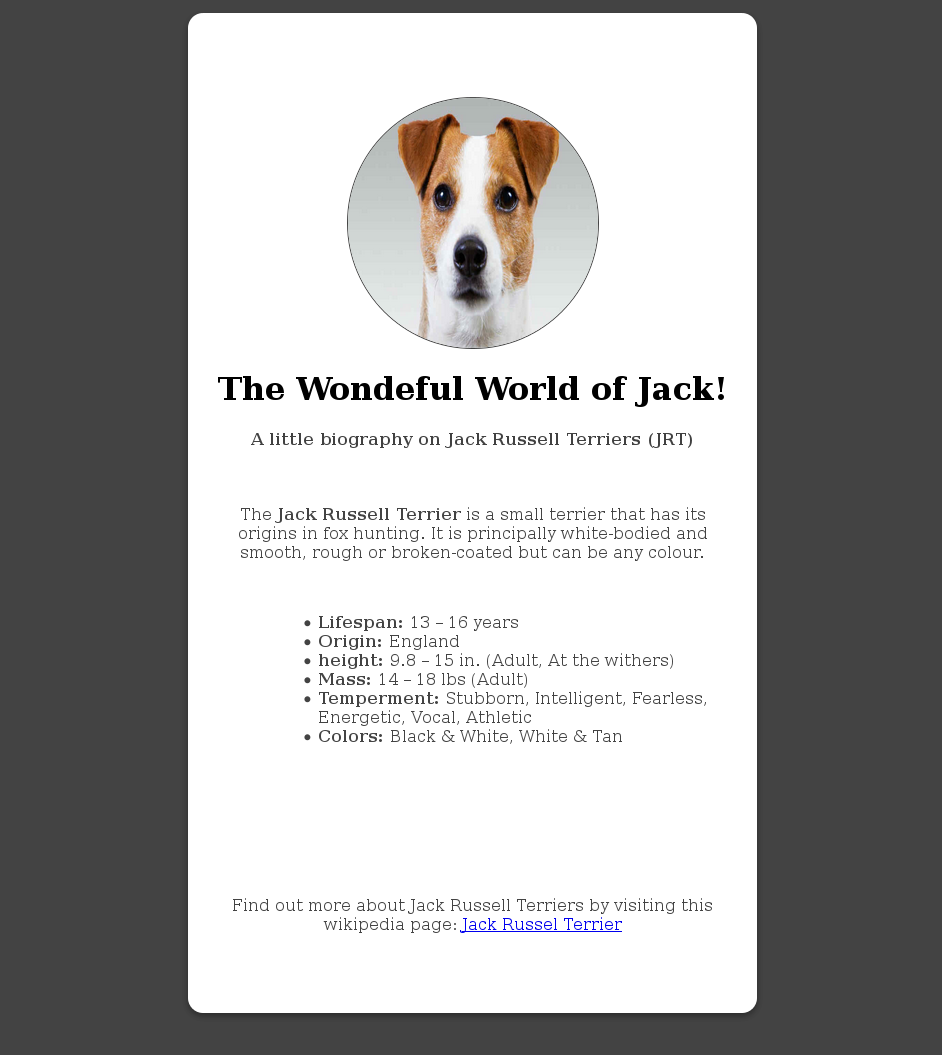 The Wondeful World of Jack!
A little biography on Jack Russell Terriers (JRT)
The Jack Russell Terrier is a small terrier that has its
origins in fox hunting. It is principally white-bodied and
smooth, rough or broken-coated but can be any colour.
• Lifespan: 13 – 16 years
• Origin: England
• height: 9.8 – 15 in. (Adult, At the withers)
• Mass: 14 – 18 lbs (Adult)
• Temperment: Stubborn, Intelligent, Fearless,
Energetic, Vocal, Athletic
• Colors: Black & White, White & Tan
Find out more about Jack Russell Terriers by visiting this
wikipedia page: Jack Russel Terrier